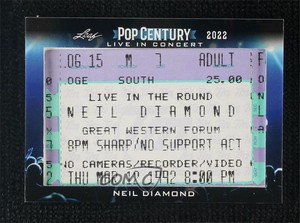 Leaf
POP CENTURY
LIVE IN CONCERT
2022
.06.15 M 7 ADULT F
OGE SOUTH 25.00
LIVE IN THE ROUND
NEIL DIAMOND
GREAT WESTERN FORUM
8PM SHARP/NO SUPPORT ACT
NO CAMERAS/RECORDER/VIDEO
THU MAR 1992 8:00 PM
NEIL DIAMOND